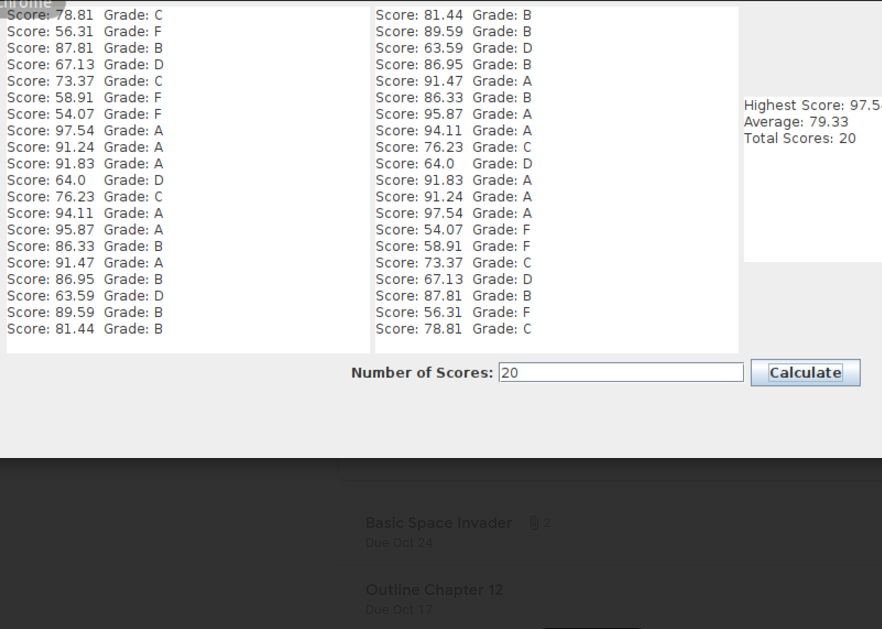 chrome
Score: 78.81 Grade: C
Score: 56.31 Grade: F
Score: 87.81 Grade: B
Score: 67.13 Grade: D
Score: 73.37 Grade: C
Score: 58.91 Grade: F
Score: 54.07 Grade: F
Score: 97.54 Grade: A
Score: 91.24 Grade: A
Score: 91.83 Grade: A
Score: 64.0 Grade: D
Score: 76.23 Grade: C
Score: 94.11 Grade: A
Score: 95.87 Grade: A
Score: 86.33 Grade: B
Score: 91.47 Grade: A
Score: 86.95 Grade: B
Score: 63.59 Grade: D
Score: 89.59 Grade: B
Score: 81.44 Grade: B
Score: 81.44 Grade: B
Score: 89.59 Grade: B
Score: 63.59 Grade: D
Score: 86.95 Grade: B
Score: 91.47 Grade: A
Score: 86.33 Grade: B
Score: 95.87 Grade: A
Score: 94.11 Grade: A
Score: 76.23 Grade: C
Score: 64.0 Grade: D
Score: 91.83 Grade: A
Score: 91.24 Grade: A
Score: 97.54 Grade: A
Score: 54.07 Grade: F
Score: 58.91 Grade: F
Score: 73.37 Grade: C
Score: 67.13 Grade: D
Score: 87.81 Grade: B
Score: 56.31 Grade: F
Score: 78.81 Grade: C
Highest Score: 97.5
Average: 79.33
Total Scores: 20
Number of Scores: 20 Calculate
Basic Space Invader 2
Due Oct 24
Outline Chapter 12
Due Oct 17